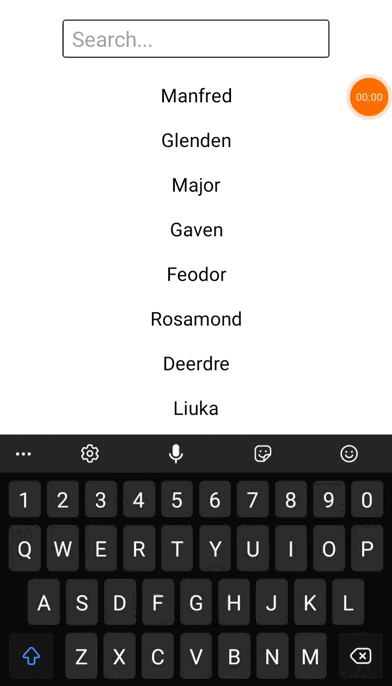 Search...
Manfred
00:00
Glenden
Major
Gaven
Feodor
Rosamond
Deerdre
Liuka
1 2 3 4 5 6 7 8 9 0
Q W E R T Y U I O P
A S D F G H J K L
Z X C V B N M